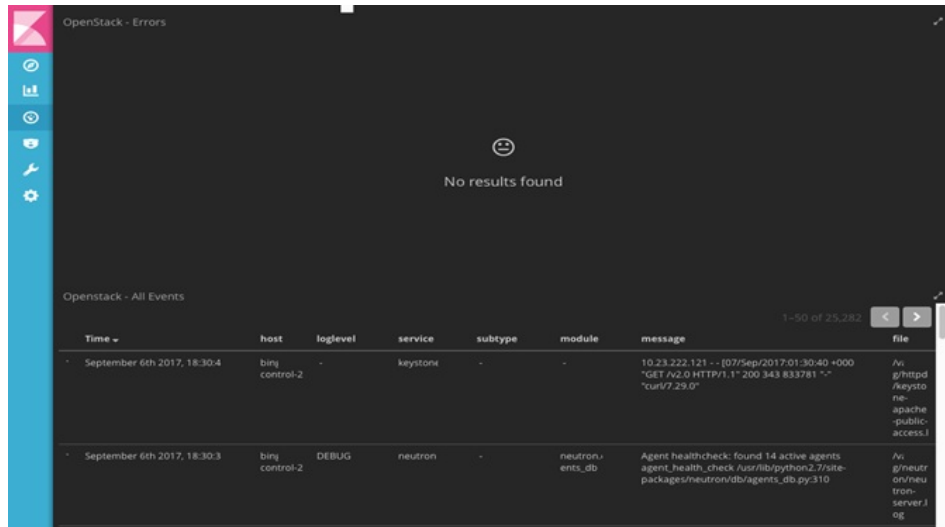 OpenStack - Errors
No results found
Openstack - All Events
1–50 of 25,282
Time host loglevel service subtype module message file
September 6th 2017, 18:30:4 - keystone - - 10.23.222.121 - - [07/Sep/2017:01:30:40 +000
control-2 "GET /v2.0 HTTP/1.1" 200 343 833781 "-" g/httpd
"curl/7.29.0" /keysto
ne-
apache
-public-
access.l
September 6th 2017, 18:30:3 DEBUG neutron - neutron. Agent healthcheck: found 14 active agents
control-2 ents_db agent_health_check /usr/lib/python2.7/site- g/neutr
packages/neutron/db/agents_db.py:310 on/neu
tron-
server.l
og